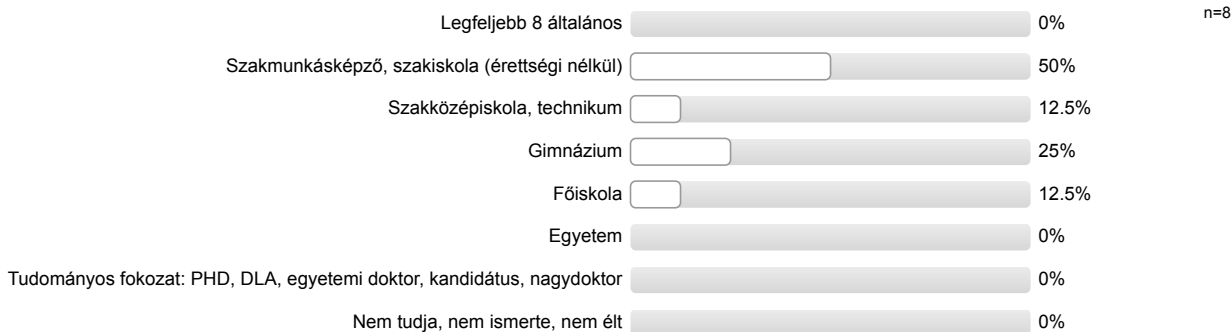 n=8
Legfeljebb 8 általános 0%
Szakmunkásképző, szakiskola (érettségi nélkül) 50%
Szakközépiskola, technikum 12.5%
Gimnázium 25%
Főiskola 12.5%
Egyetem 0%
Tudományos fokozat: PHD, DLA, egyetemi doktor, kandidátus, nagydoktor 0%
Nem tudja, nem ismerte, nem élt 0%